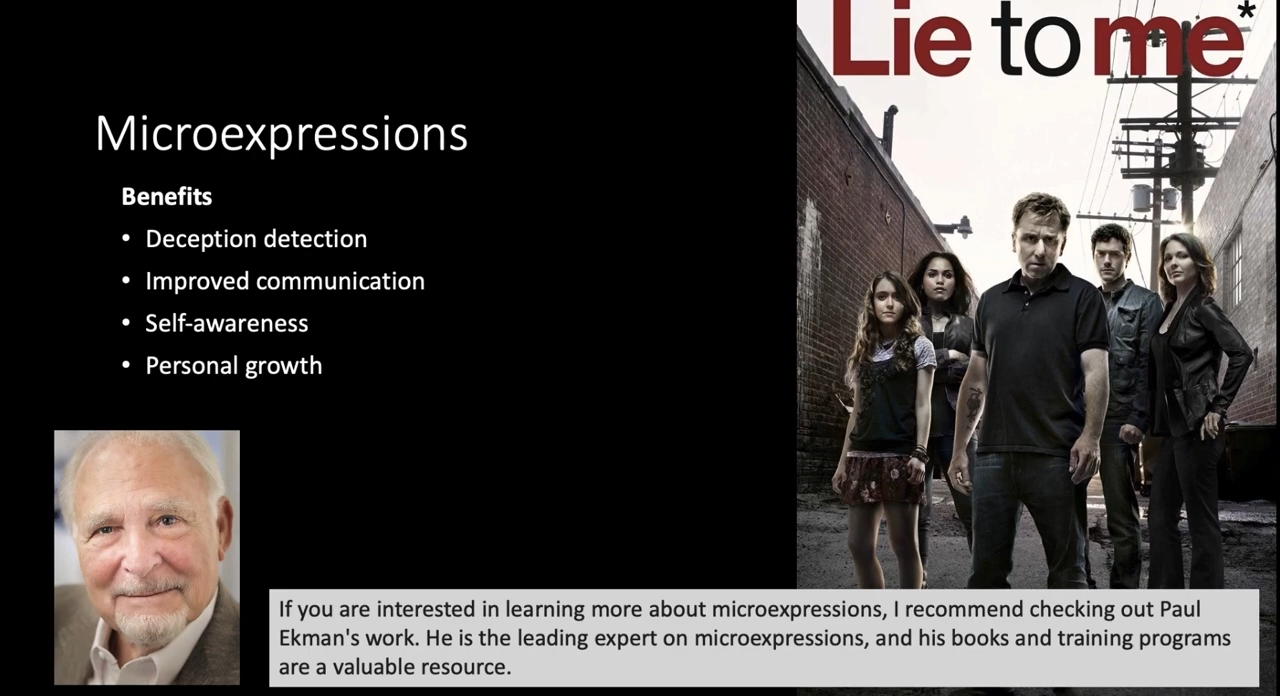 Lie to me*
Microexpressions
Benefits
• Deception detection
• Improved communication
• Self-awareness
• Personal growth
If you are interested in learning more about microexpressions, I recommend checking out Paul
Ekman's work. He is the leading expert on microexpressions, and his books and training programs
are a valuable resource.